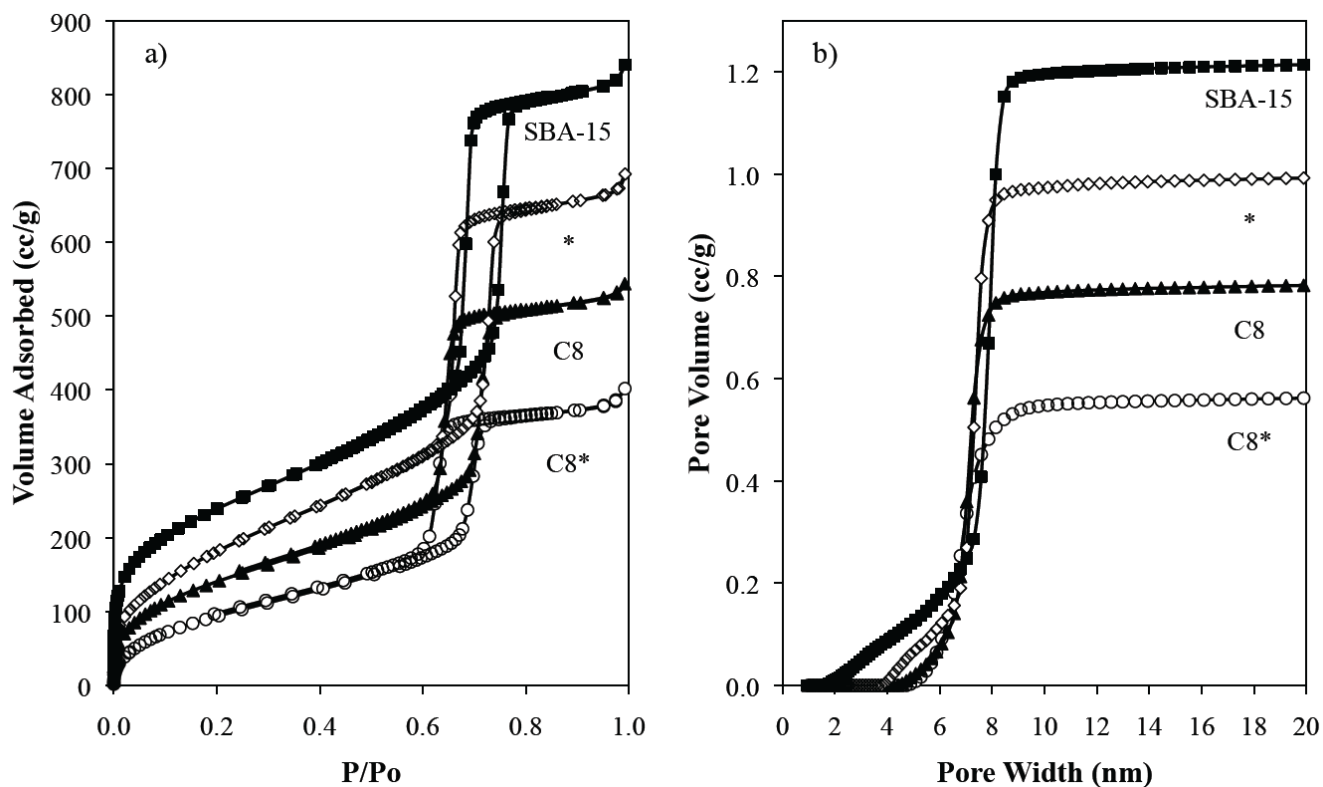 a)
900
800
700
600
500
400
300
200
100
0
Volume Adsorbed (cc/g)
SBA-15
*
C8
C8*
0.0 0.2 0.4 0.6 0.8 1.0
P/Po
b)
1.2
1.0
0.8
0.6
0.4
0.2
0.0
Pore Volume (cc/g)
SBA-15
*
C8
C8*
0 2 4 6 8 10 12 14 16 18 20
Pore Width (nm)